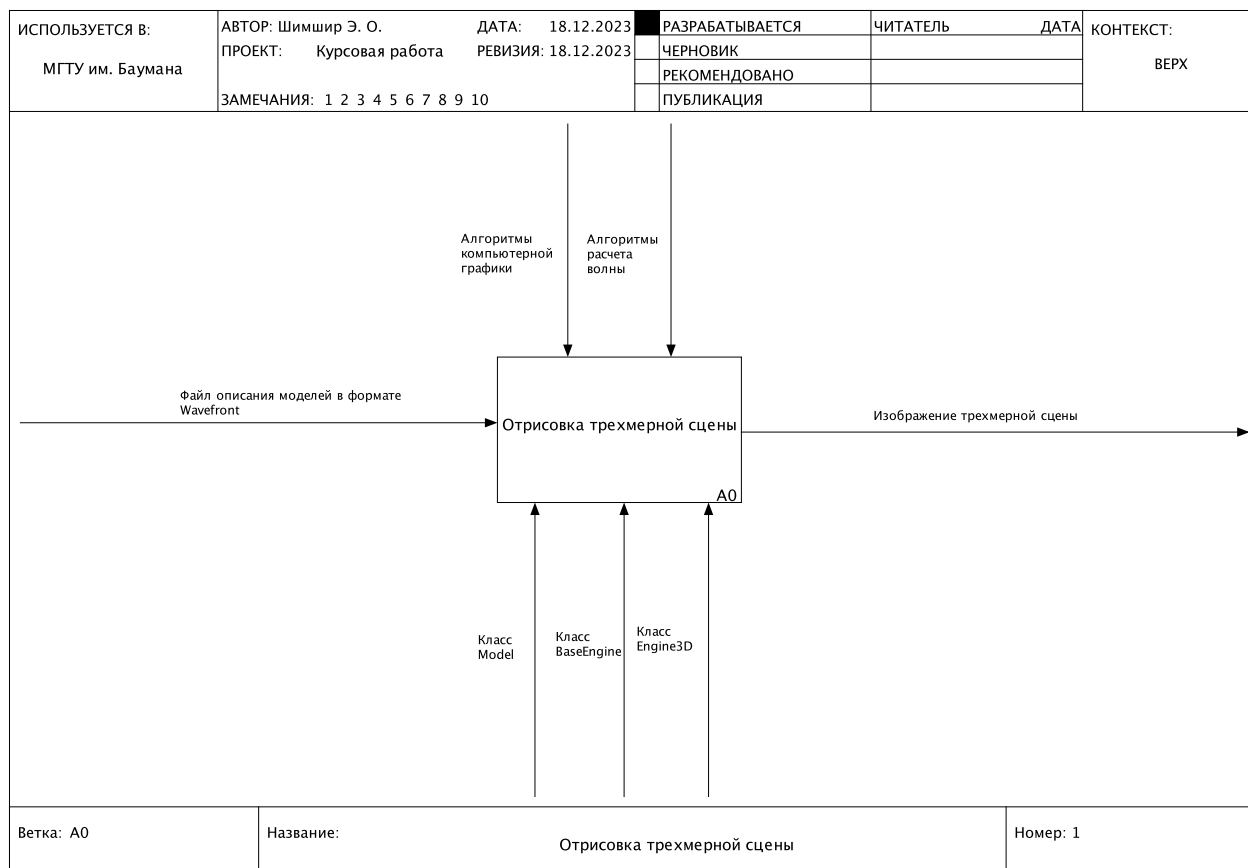 ИСПОЛЬЗУЕТСЯ В:
МГТУ им. Баумана
АВТОР: Шимшир Э. О.
ДАТА: 18.12.2023
ПРОЕКТ: Курсовая работа
РЕВИЗИЯ: 18.12.2023
ЗАМЕЧАНИЯ: 1 2 3 4 5 6 7 8 9 10
РАЗРАБАТЫВАЕТСЯ
ЧЕРНОВИК
РЕКОМЕНДОВАНО
ПУБЛИКАЦИЯ
ЧИТАТЕЛЬ ДАТА
КОНТЕКСТ:
ВЕРХ
Алгоритмы
компьютерной
графики
Алгоритмы
расчета
волны
Файл описания моделей в формате
Wavefront
Отрисовка трехмерной сцены
A0
Изображение трехмерной сцены
Класс
Model
Класс
BaseEngine
Класс
Engine3D
Ветка: A0
Название:
Отрисовка трехмерной сцены
Номер: 1